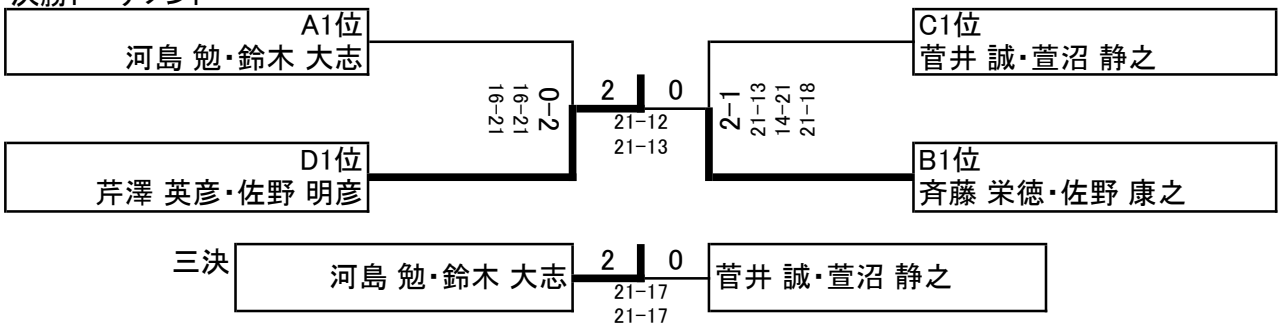 決勝トーナメント
A1位
河島 勉・鈴木 大志
C1位
菅井 誠・萱沼 静之
0-2
16-21
16-21
2 0
21-12
21-13
2-1
21-13
14-21
21-18
D1位
芹澤 英彦・佐野 明彦
B1位
斉藤 栄徳・佐野 康之
三決
河島 勉・鈴木 大志
2 0
21-17
21-17
菅井 誠・萱沼 静之